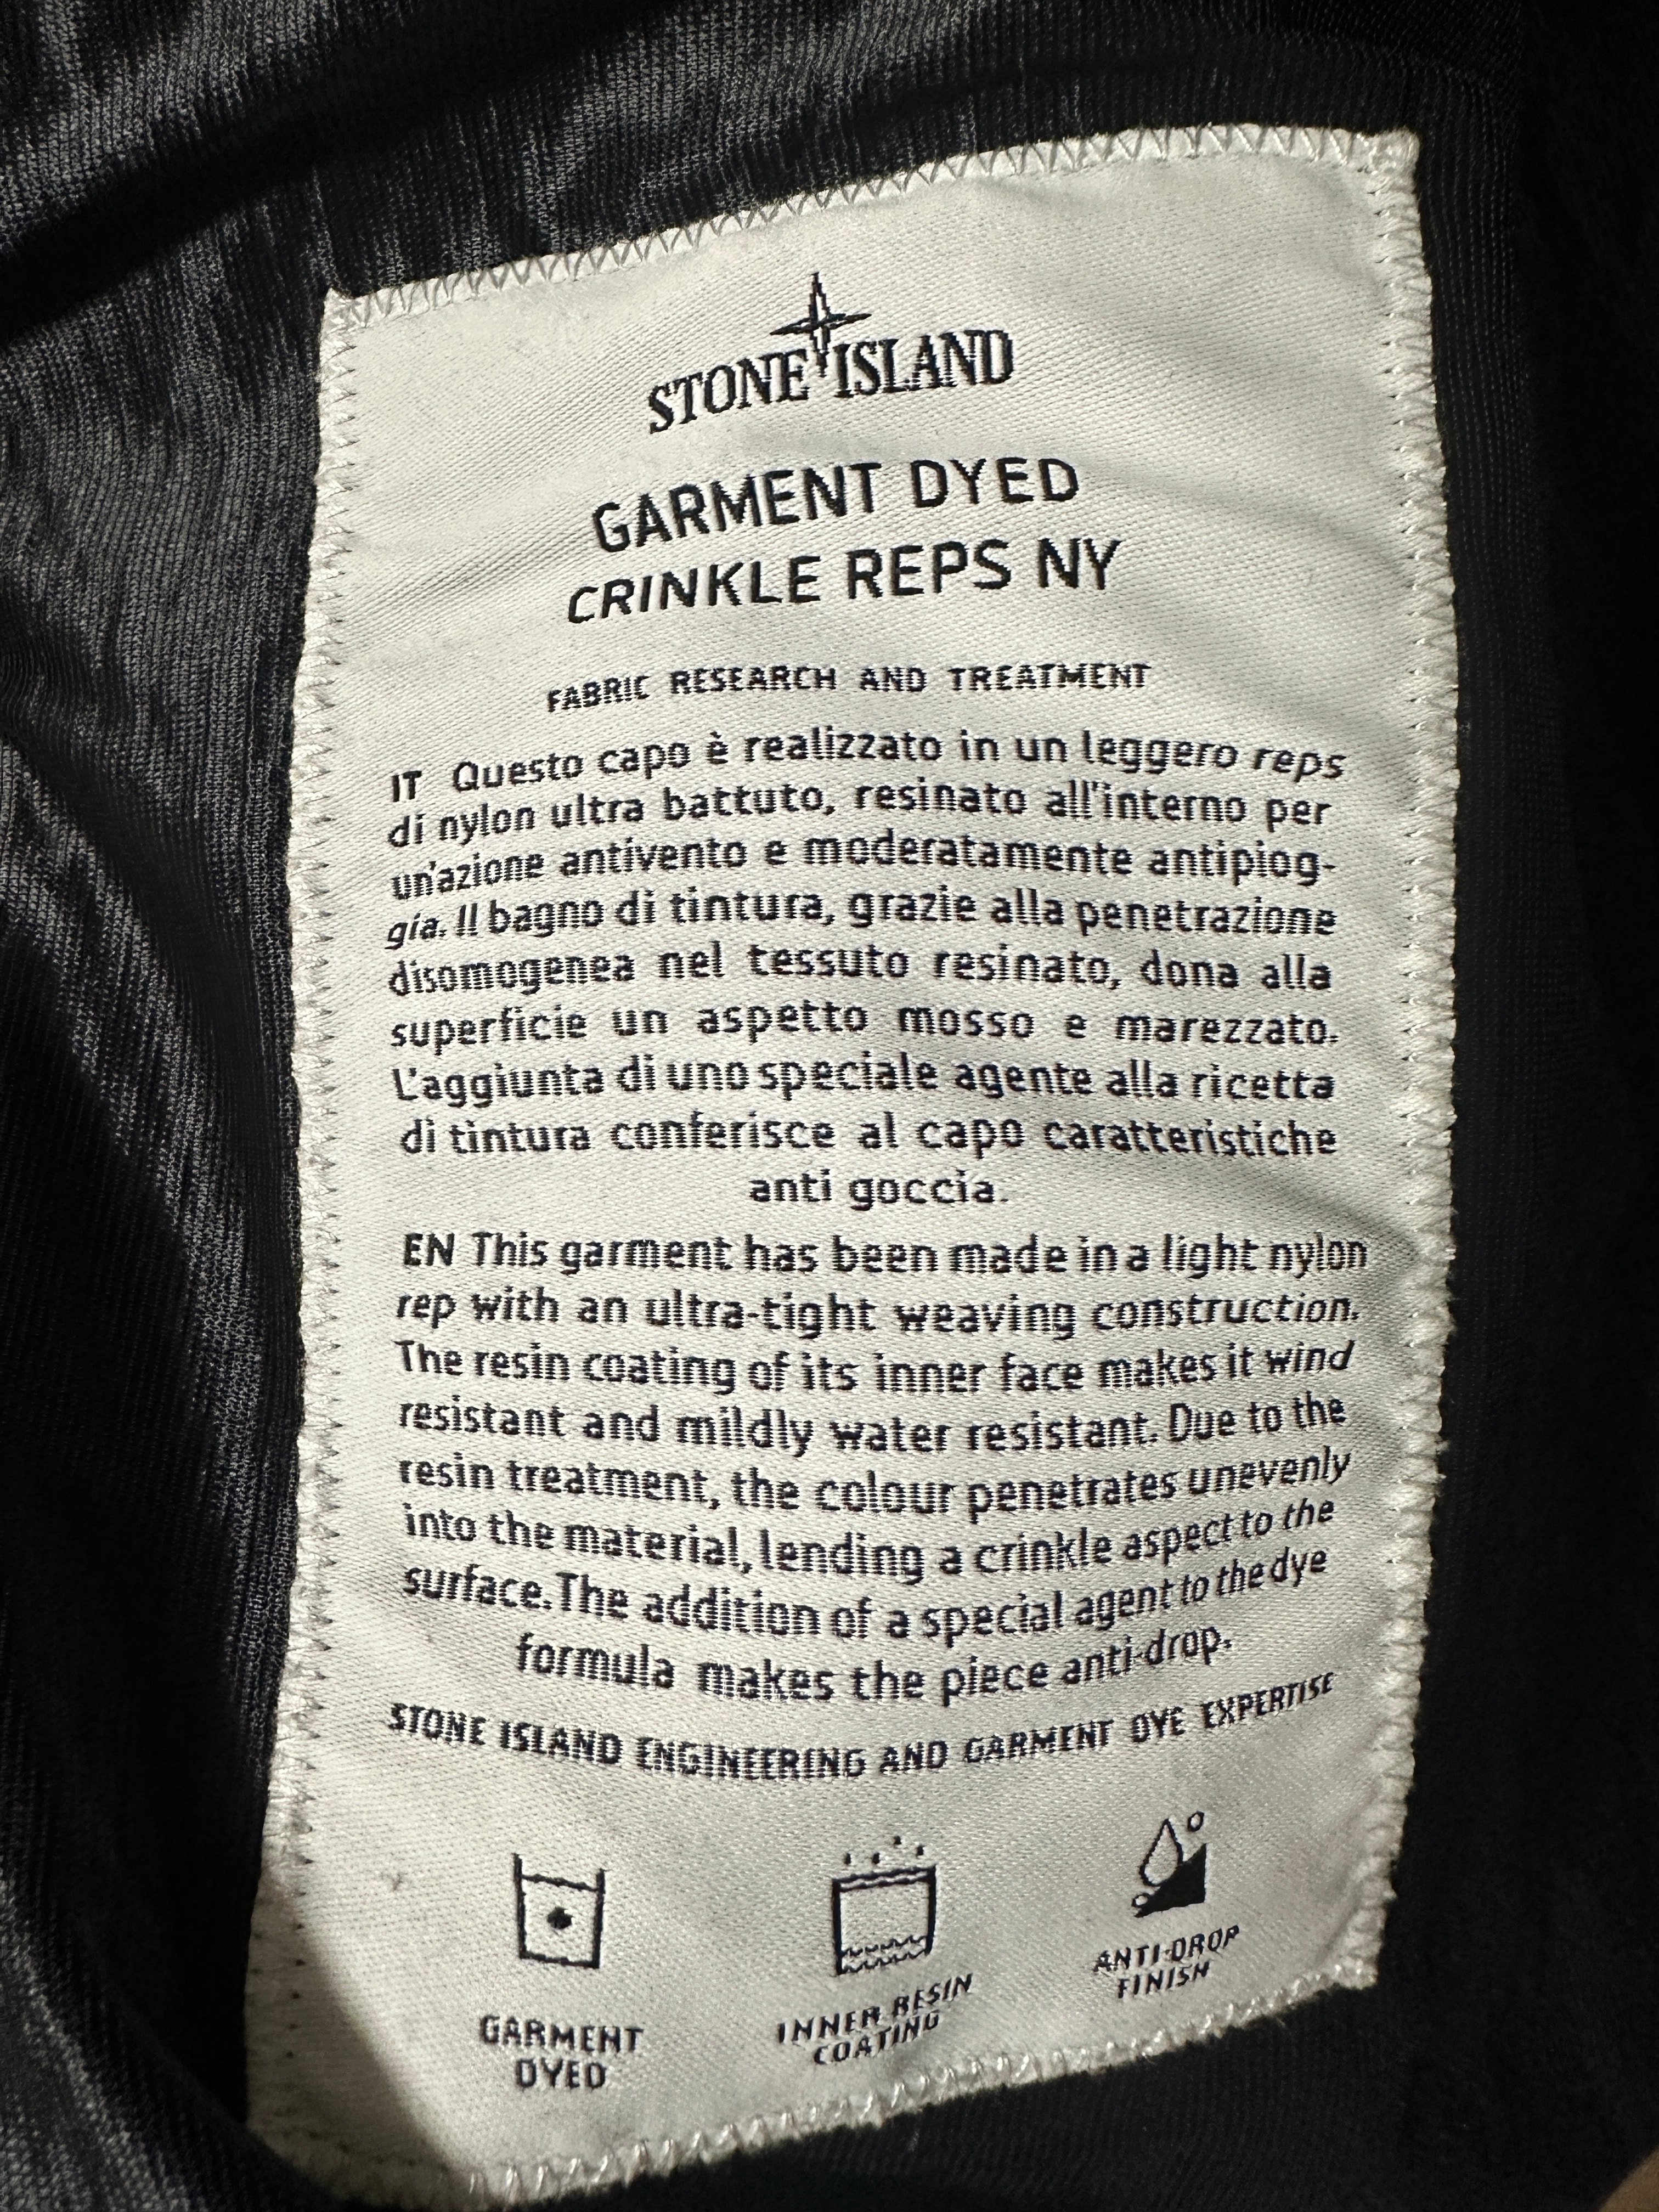 STONE ISLAND
GARMENT DYED
CRINKLE REPS NY
FABRIC RESEARCH AND TREATMENT
IT Questo capo è realizzato in un leggero reps
di nylon ultra battuto, resinato all'interno per
un'azione antivento e moderatamente antipiog-
gia. Il bagno di tintura, grazie alla penetrazione
disomogenea nel tessuto resinato, dona alla
superficie un aspetto mosso e marezzato.
L'aggiunta di uno speciale agente alla ricetta
di tintura conferisce al capo caratteristiche
anti goccia.
EN This garment has been made in a light nylon
rep with an ultra-tight weaving construction.
The resin coating of its inner face makes it wind
resistant and mildly water resistant. Due to the
resin treatment, the colour penetrates unevenly
into the material, lending a crinkle aspect to the
surface. The addition of a special agent to the dye
formula makes the piece anti-drop.
STONE ISLAND ENGINEERING AND GARMENT DYE EXPERTISE
GARMENT
DYED
INNER RESIN
COATING
ANTI-DROP
FINISH